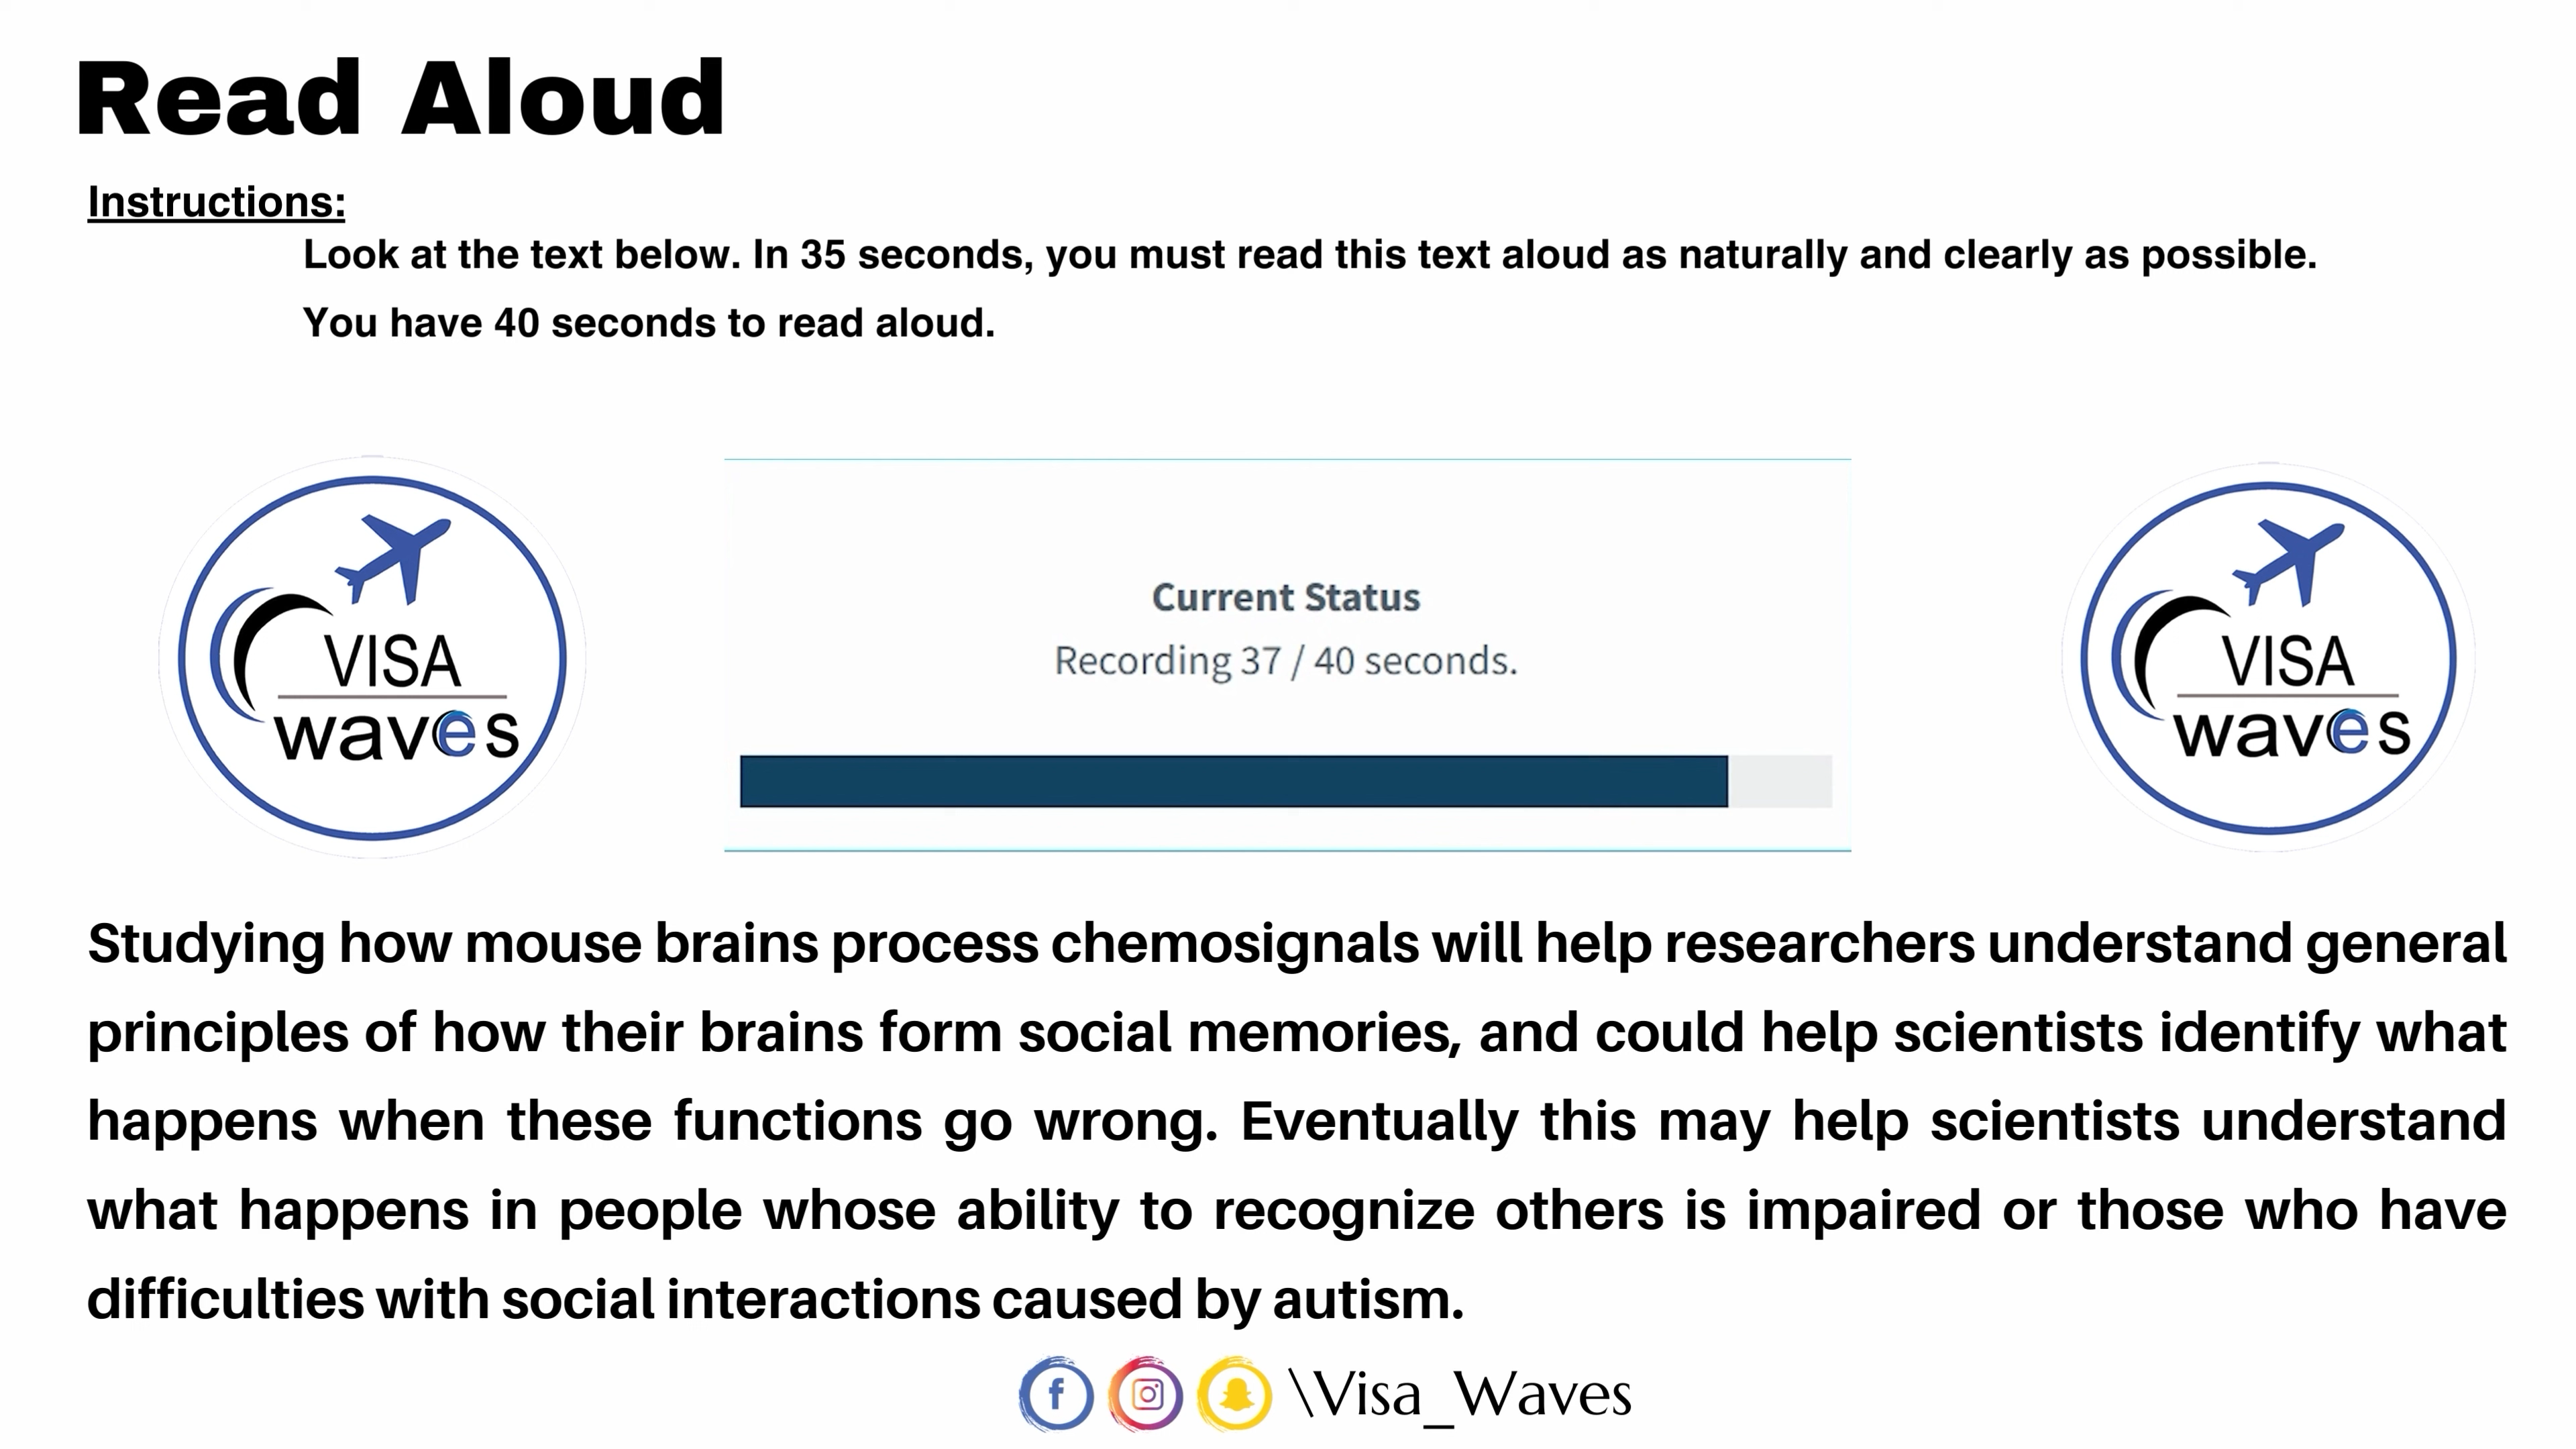 Read Aloud
Instructions:
Look at the text below. In 35 seconds, you must read this text aloud as naturally and clearly as possible.
You have 40 seconds to read aloud.
VISA
waves
Current Status
Recording 37 / 40 seconds.
VISA
waves
Studying how mouse brains process chemosignals will help researchers understand general
principles of how their brains form social memories, and could help scientists identify what
happens when these functions go wrong. Eventually this may help scientists understand
what happens in people whose ability to recognize others is impaired or those who have
difficulties with social interactions caused by autism.
\Visa_Waves